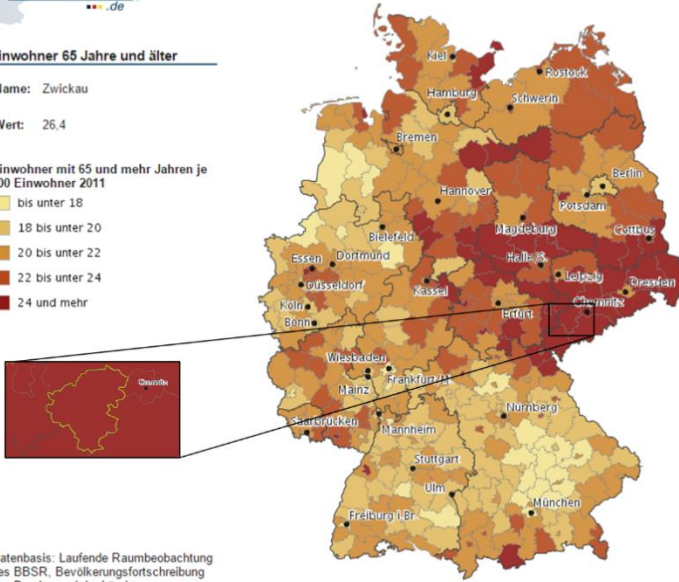 .de
inwohner 65 Jahre und älter
ame: Zwickau
Wert: 26,4
inwohner mit 65 und mehr Jahren je
00 Einwohner 2011
bis unter 18
18 bis unter 20
20 bis unter 22
22 bis unter 24
24 und mehr
Kiel
Rostock
Hamburg
Schwerin
Bremen
Berlin
Hannover
Potsdam
Magdeburg
Cottbus
Bielefeld
Essen
Dortmund
Halle/S.
Leipzig
Düsseldorf
Kassel
Dresden
Chemnitz
Köln
Erfurt
Bonn
Wiesbaden
Frankfurt/M
Mainz
Chemnitz
Nürnberg
Saarbrücken
Mannheim
Stuttgart
Ulm
München
Freiburg i.Br.
atenbasis: Laufende Raumbeobachtung
es BBSR, Bevölkerungsfortschreibung